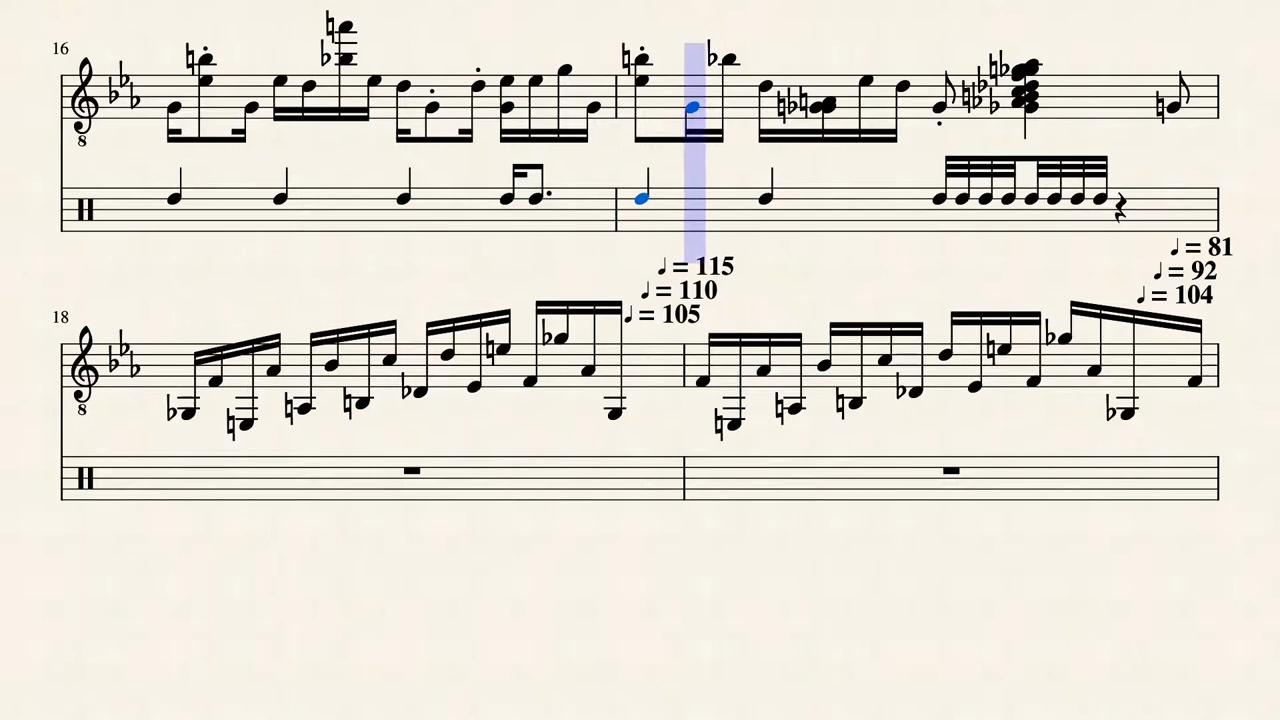 16
8
♩ = 81
♩ = 115
♩ = 92
♩ = 110
♩ = 104
♩ = 105
18
8